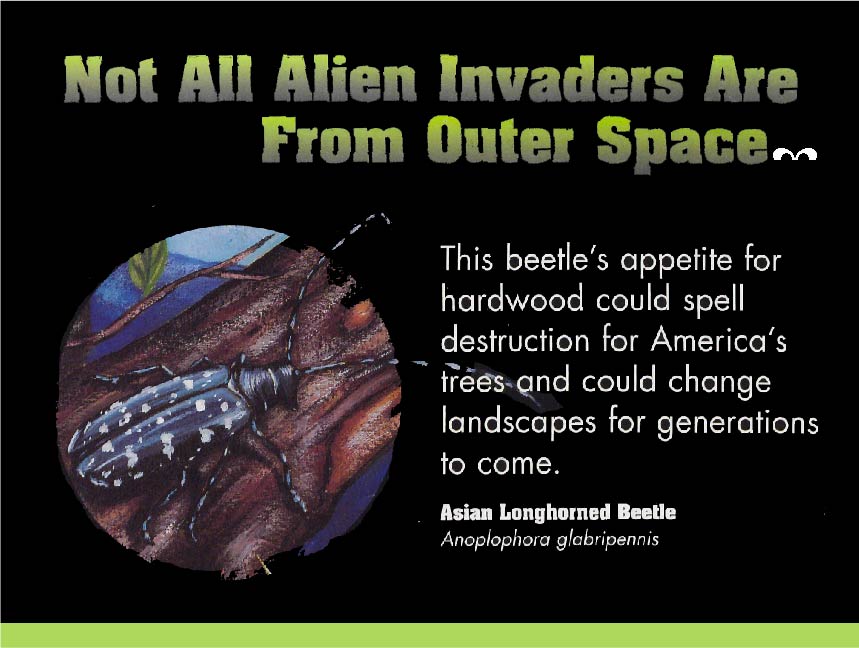 Not All Alien Invaders Are
From Outer Space...
This beetle's appetite for
hardwood could spell
destruction for America's
trees and could change
landscapes for generations
to come.
Asian Longhorned Beetle
Anoplophora glabripennis